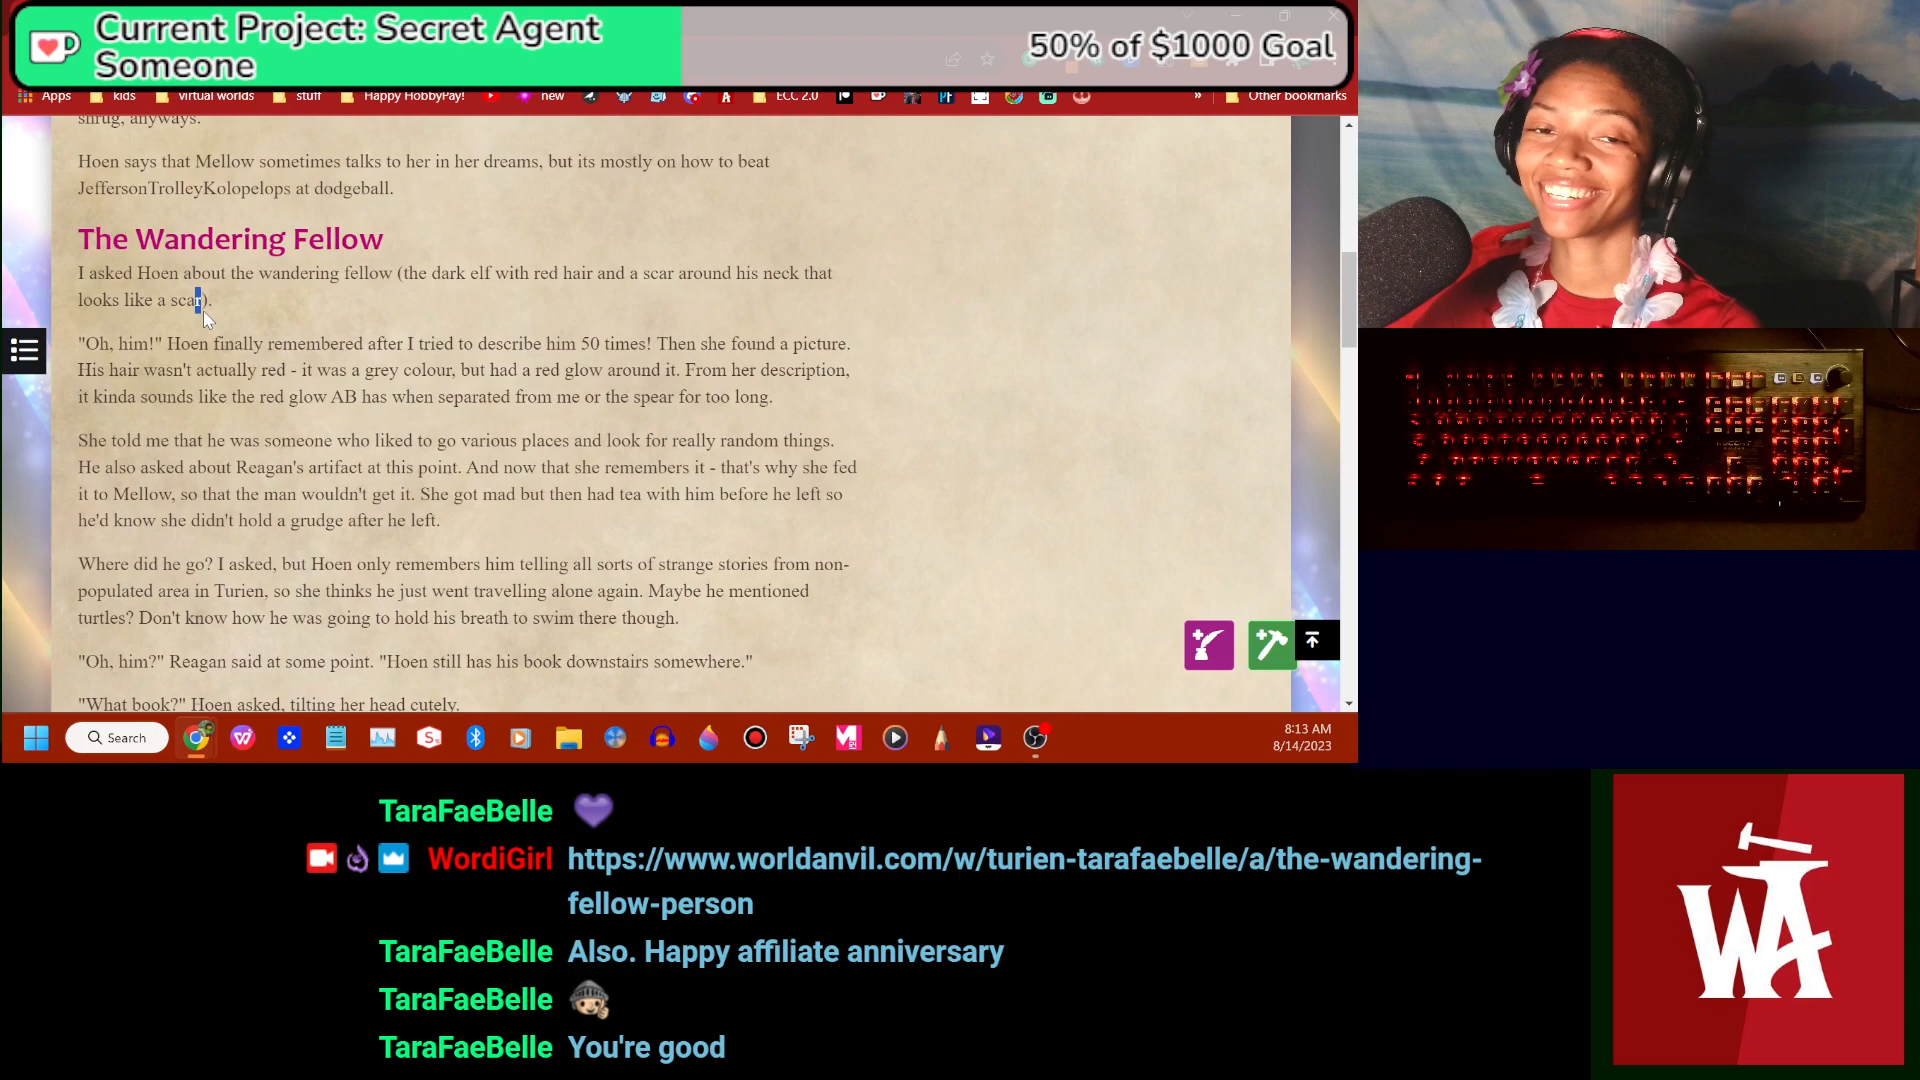 Current Project: Secret Agent
Someone
50% of $1000 Goal
Apps kids virtual worlds stuff Happy HobbyPay! new ECC 2.0 » Other bookmarks
shrug, anyways.
Hoen says that Mellow sometimes talks to her in her dreams, but its mostly on how to beat
JeffersonTrolleyKolopelops at dodgeball.
The Wandering Fellow
I asked Hoen about the wandering fellow (the dark elf with red hair and a scar around his neck that
looks like a scar).
"Oh, him!" Hoen finally remembered after I tried to describe him 50 times! Then she found a picture.
His hair wasn't actually red - it was a grey colour, but had a red glow around it. From her description,
it kinda sounds like the red glow AB has when separated from me or the spear for too long.
She told me that he was someone who liked to go various places and look for really random things.
He also asked about Reagan's artifact at this point. And now that she remembers it - that's why she fed
it to Mellow, so that the man wouldn't get it. She got mad but then had tea with him before he left so
he'd know she didn't hold a grudge after he left.
Where did he go? I asked, but Hoen only remembers him telling all sorts of strange stories from non-
populated area in Turien, so she thinks he just went travelling alone again. Maybe he mentioned
turtles? Don't know how he was going to hold his breath to swim there though.
"Oh, him?" Reagan said at some point. "Hoen still has his book downstairs somewhere."
"What book?" Hoen asked, tilting her head cutely.
Search
8:13 AM
8/14/2023
TaraFaeBelle
WordiGirl https://www.worldanvil.com/w/turien-tarafaebelle/a/the-wandering-
fellow-person
TaraFaeBelle Also. Happy affiliate anniversary
TaraFaeBelle
TaraFaeBelle You're good
WA